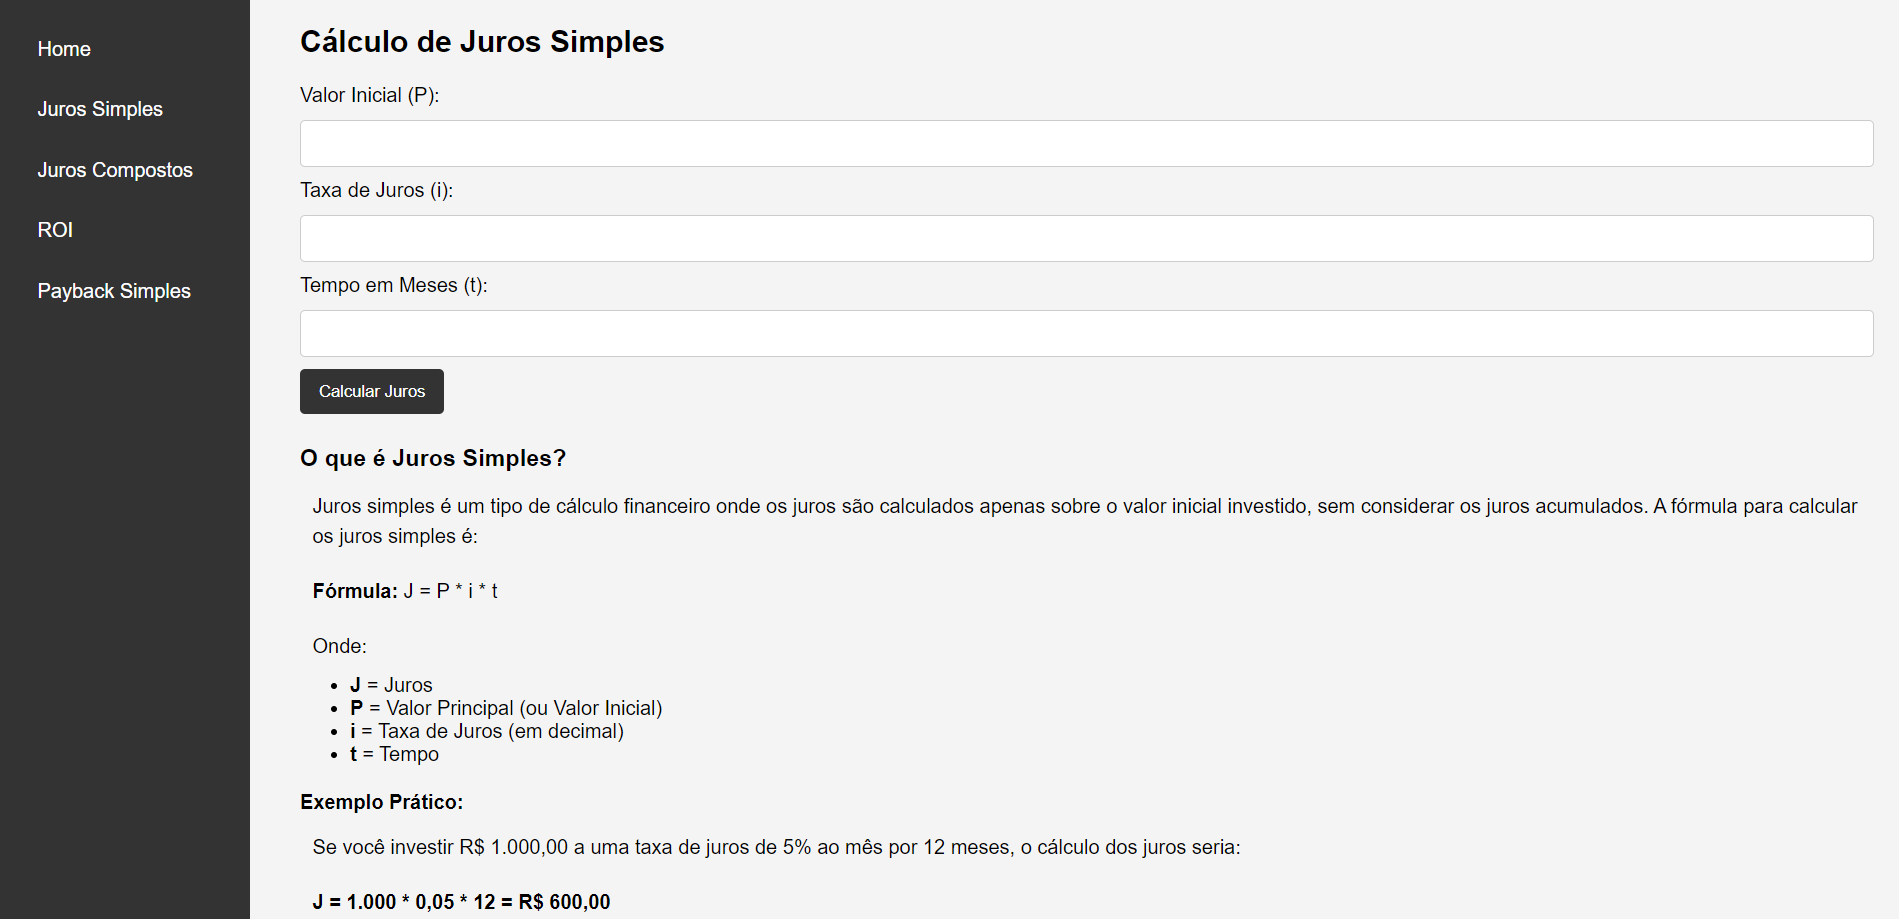 Home
Juros Simples
Juros Compostos
ROI
Payback Simples
Cálculo de Juros Simples
Valor Inicial (P):
Taxa de Juros (i):
Tempo em Meses (t):
Calcular Juros
O que é Juros Simples?
Juros simples é um tipo de cálculo financeiro onde os juros são calculados apenas sobre o valor inicial investido, sem considerar os juros acumulados. A fórmula para calcular
os juros simples é:
Fórmula: J = P * i * t
Onde:
• J = Juros
• P = Valor Principal (ou Valor Inicial)
• i = Taxa de Juros (em decimal)
• t = Tempo
Exemplo Prático:
Se você investir R$ 1.000,00 a uma taxa de juros de 5% ao mês por 12 meses, o cálculo dos juros seria:
J = 1.000 * 0,05 * 12 = R$ 600,00